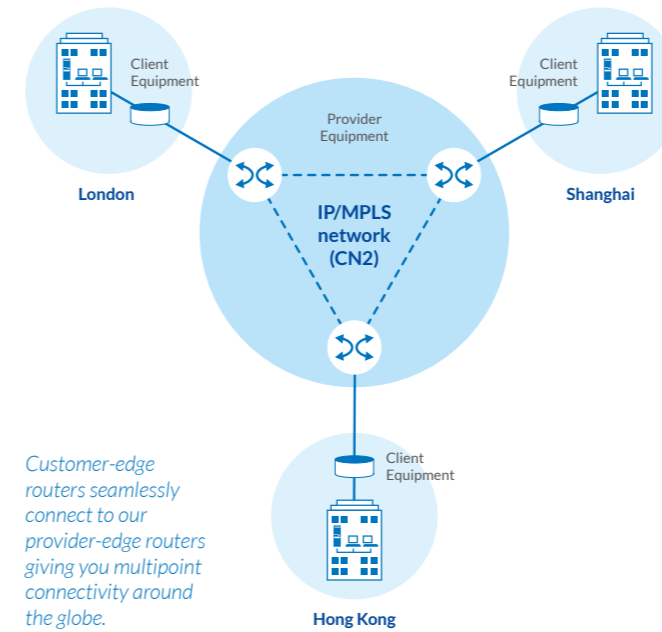 Client
Equipment
Client
Equipment
Provider
Equipment
London
Shanghai
IP/MPLS
network
(CN2)
Client
Equipment
Customer-edge
routers seamlessly
connect to our
provider-edge routers
giving you multipoint
connectivity around
the globe.
Hong Kong